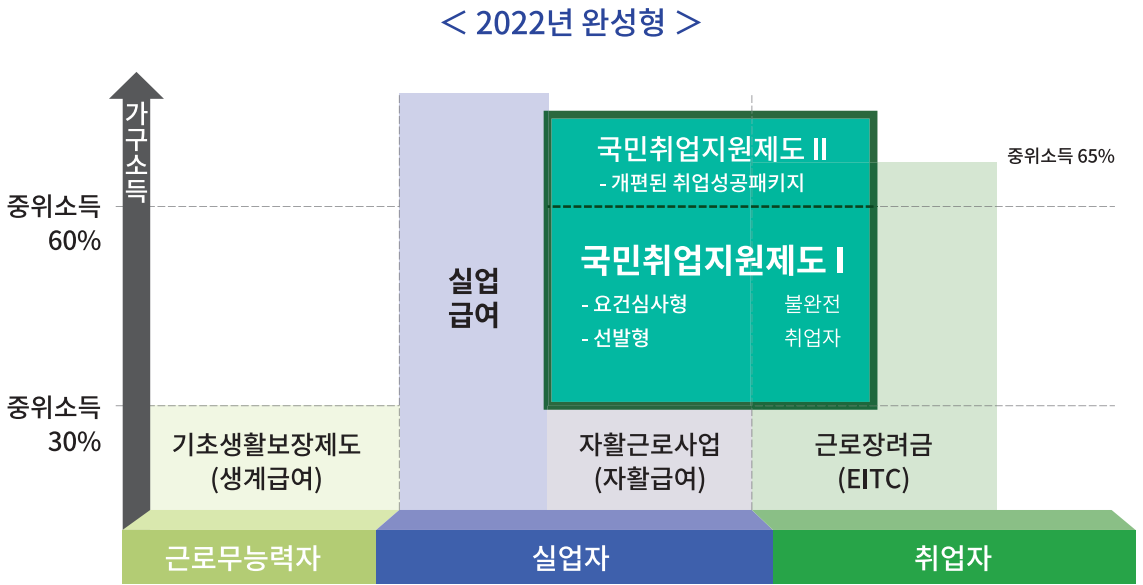 < 2022년 완성형 >
가구소득
중위소득
60%
중위소득
30%
중위소득 65%
실업
급여
국민취업지원제도 II
- 개편된 취업성공패키지
국민취업지원제도 I
- 요건심사형
- 선발형
불완전
취업자
기초생활보장제도
(생계급여)
자활근로사업
(자활급여)
근로장려금
(EITC)
근로무능력자
실업자
취업자